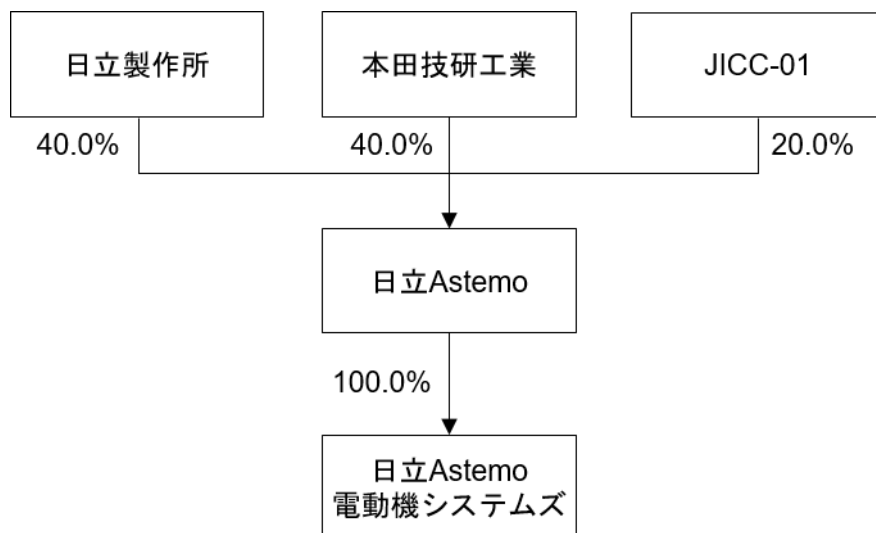 日立製作所
本田技研工業
JICC-01
40.0%
40.0%
20.0%
日立Astemo
100.0%
日立Astemo
電動機システムズ